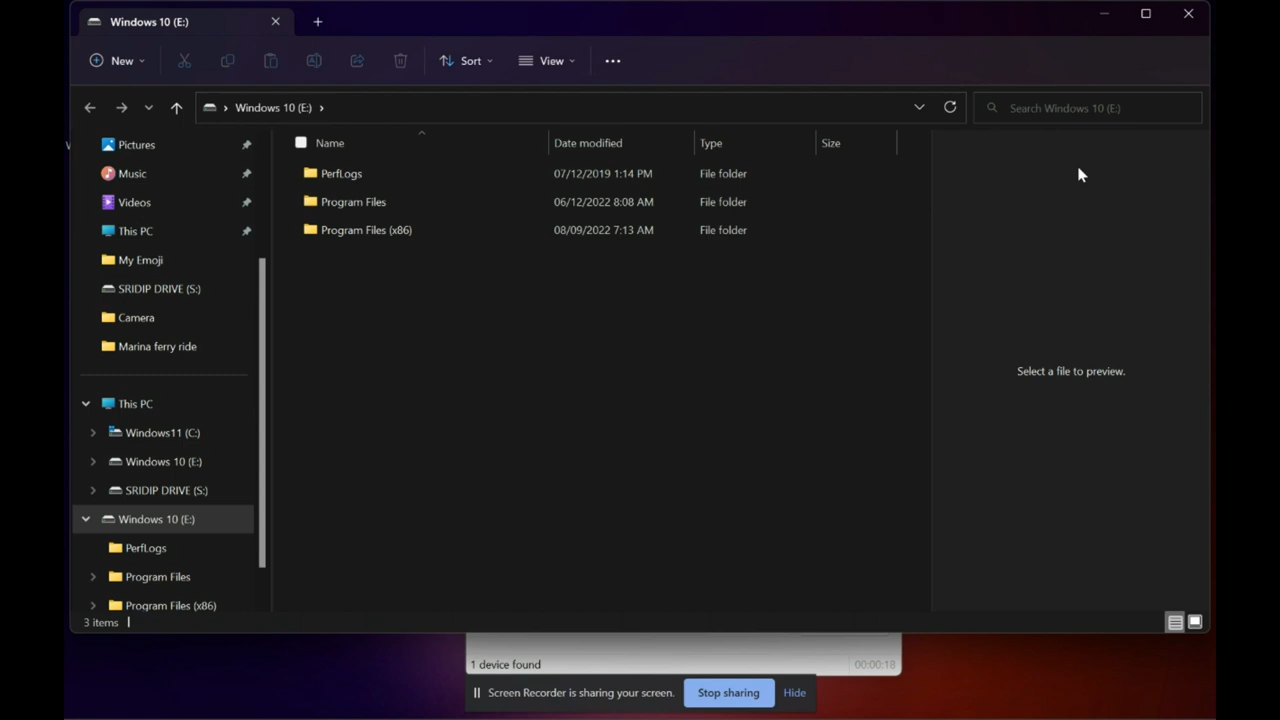 Windows 10 (E:)
New
Sort
View
Windows 10 (E:)
Search Windows 10 (E:)
Pictures
Music
Videos
This PC
My Emoji
SRIDIP DRIVE (S:)
Camera
Marina ferry ride
This PC
Windows11 (C:)
Windows 10 (E:)
SRIDIP DRIVE (S:)
Windows 10 (E:)
PerfLogs
Program Files
Program Files (x86)
Name Date modified Type Size
PerfLogs 07/12/2019 1:14 PM File folder
Program Files 06/12/2022 8:08 AM File folder
Program Files (x86) 08/09/2022 7:13 AM File folder
Select a file to preview.
3 items
1 device found 00:00:18
Screen Recorder is sharing your screen. Stop sharing Hide